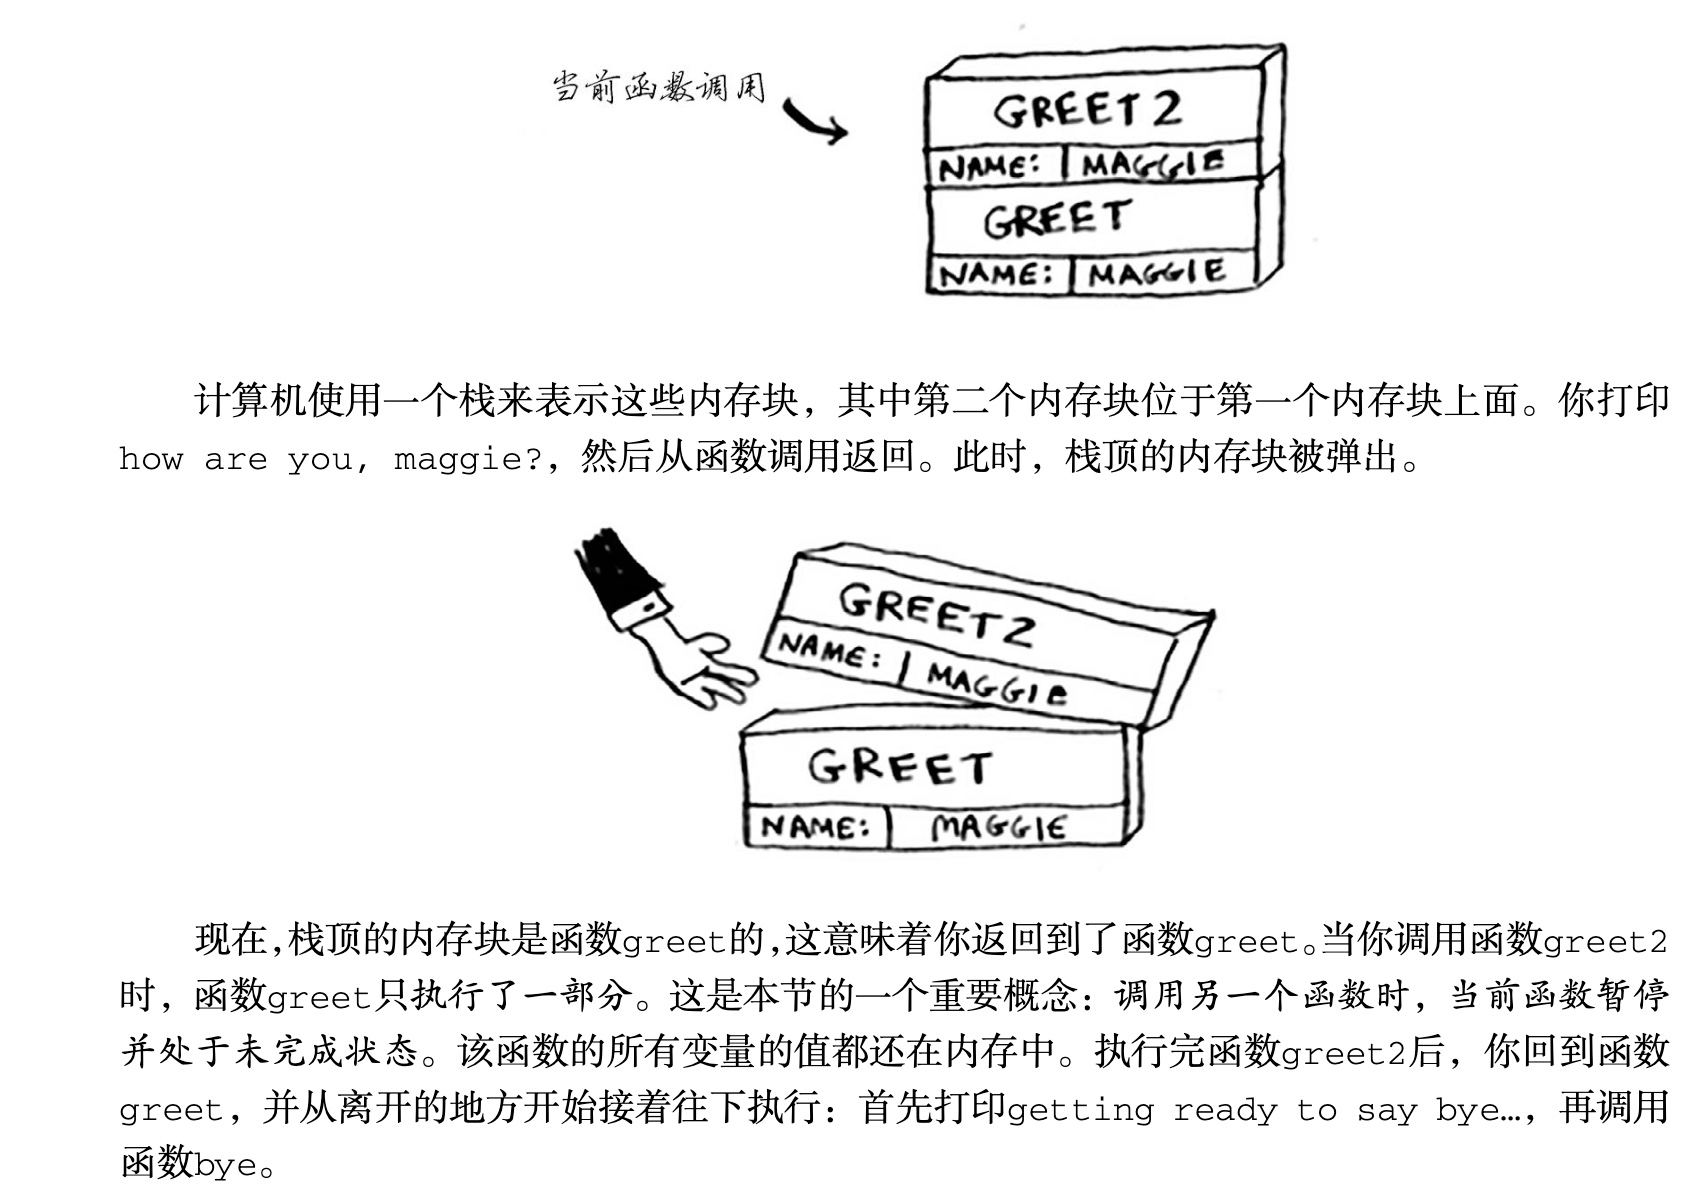 当前函数调用
GREET 2
NAME: MAGGIE
GREET
NAME: MAGGIE
计算机使用一个栈来表示这些内存块，其中第二个内存块位于第一个内存块上面。你打印
how are you, maggie?，然后从函数调用返回。此时，栈顶的内存块被弹出。
GREET2
NAME: MAGGIE
GREET
NAME: MAGGIE
现在，栈顶的内存块是函数greet的，这意味着你返回到了函数greet。当你调用函数greet2
时，函数greet只执行了一部分。这是本节的一个重要概念：调用另一个函数时，当前函数暂停
并处于未完成状态。该函数的所有变量的值都还在内存中。执行完函数greet2后，你回到函数
greet，并从离开的地方开始接着往下执行：首先打印getting ready to say bye…，再调用
函数bye。